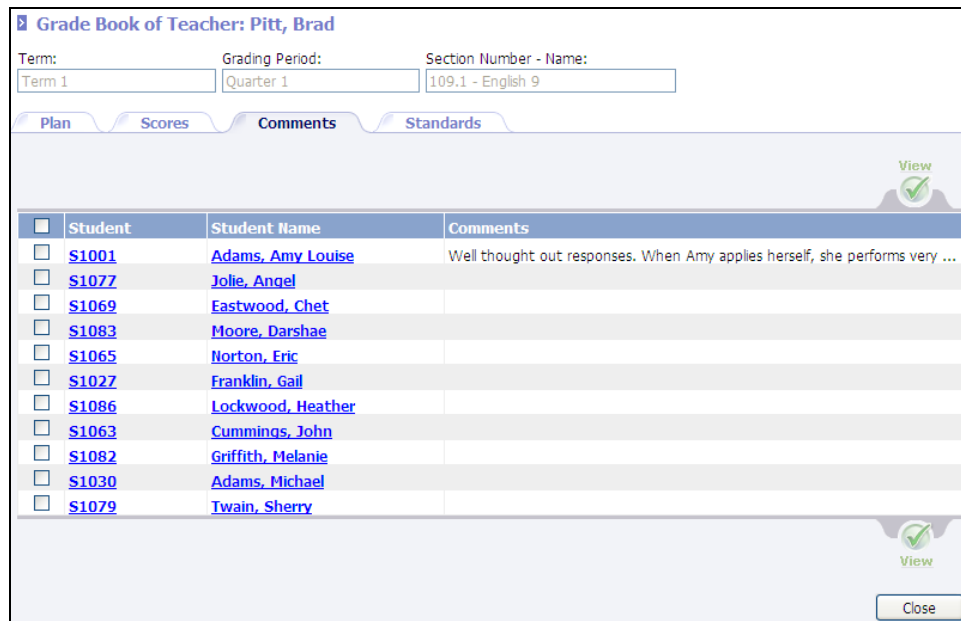 Grade Book of Teacher: Pitt, Brad
Term: Grading Period: Section Number - Name:
Term 1 Quarter 1 109.1 - English 9
Plan Scores Comments Standards
View
Student Student Name Comments
S1001 Adams, Amy Louise Well thought out responses. When Amy applies herself, she performs very ...
S1077 Jolie, Angel
S1069 Eastwood, Chet
S1083 Moore, Darshae
S1065 Norton, Eric
S1027 Franklin, Gail
S1086 Lockwood, Heather
S1063 Cummings, John
S1082 Griffith, Melanie
S1030 Adams, Michael
S1079 Twain, Sherry
View
Close